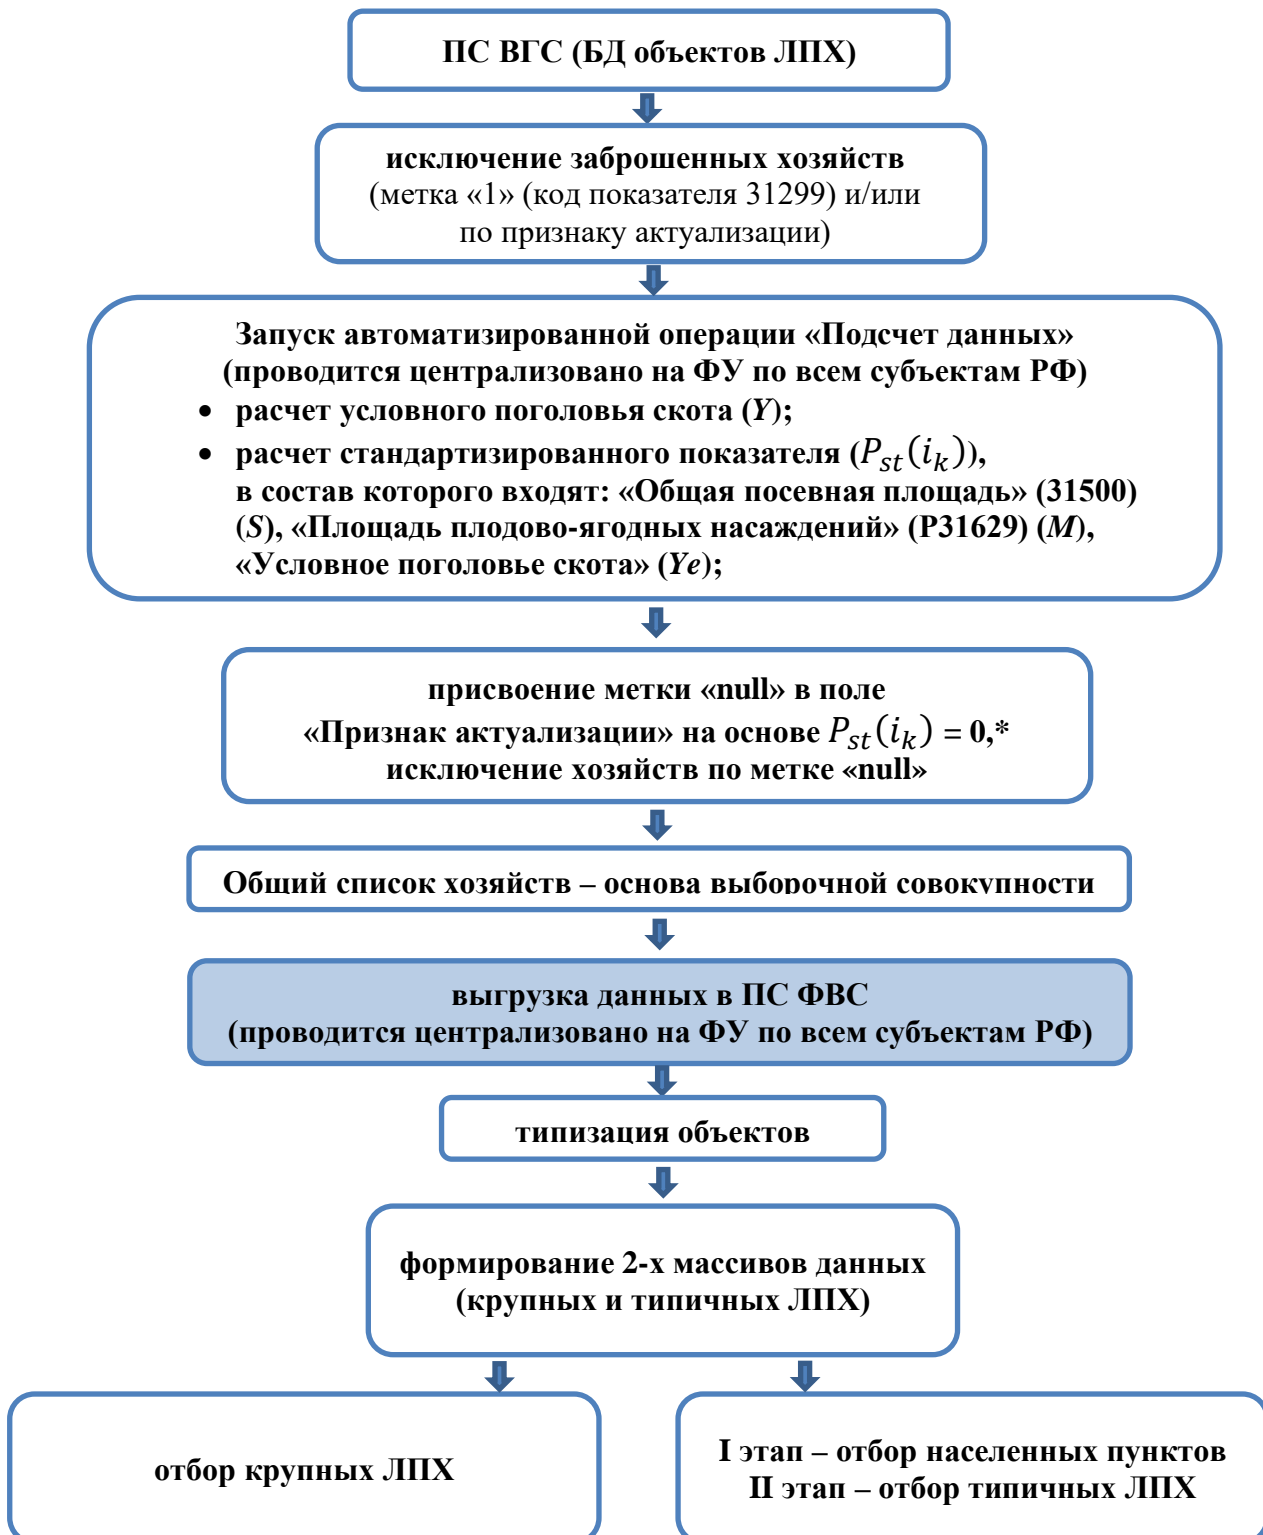 ПС ВГС (БД объектов ЛПХ)
исключение заброшенных хозяйств
(метка «1» (код показателя 31299) и/или
по признаку актуализации)
Запуск автоматизированной операции «Подсчет данных»
(проводится централизовано на ФУ по всем субъектам РФ)
• расчет условного поголовья скота (Y);
• расчет стандартизированного показателя (P_{st}(i_k)),
в состав которого входят: «Общая посевная площадь» (31500)
(S), «Площадь плодово-ягодных насаждений» (Р31629) (M),
«Условное поголовье скота» (Ye);
присвоение метки «null» в поле
«Признак актуализации» на основе P_{st}(i_k) = 0,*
исключение хозяйств по метке «null»
Общий список хозяйств – основа выборочной совокупности
выгрузка данных в ПС ФВС
(проводится централизовано на ФУ по всем субъектам РФ)
типизация объектов
формирование 2-х массивов данных
(крупных и типичных ЛПХ)
отбор крупных ЛПХ
I этап – отбор населенных пунктов
II этап – отбор типичных ЛПХ